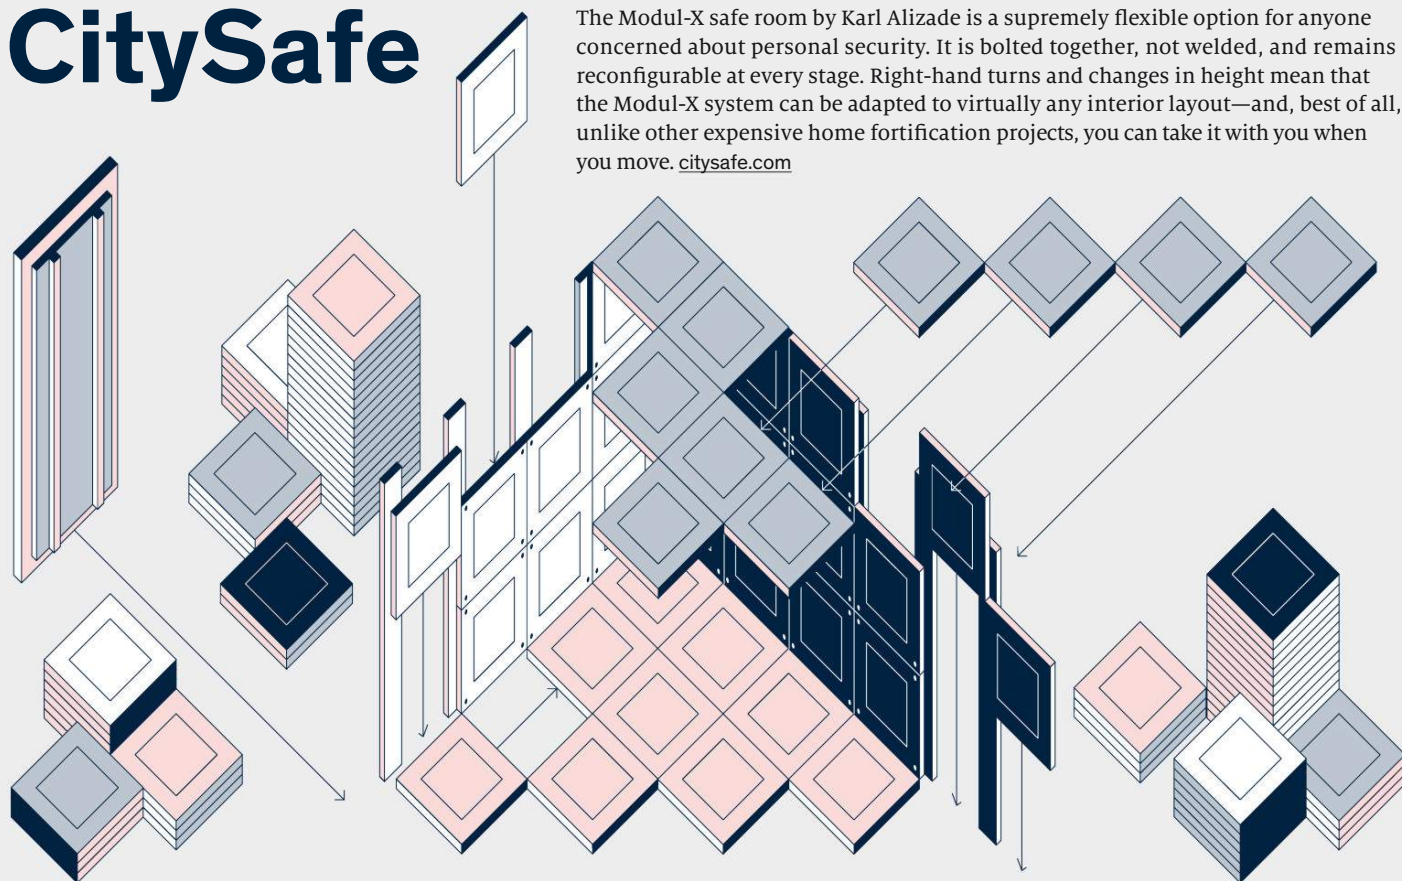 CitySafe
The Modul-X safe room by Karl Alizade is a supremely flexible option for anyone
concerned about personal security. It is bolted together, not welded, and remains
reconfigurable at every stage. Right-hand turns and changes in height mean that
the Modul-X system can be adapted to virtually any interior layout—and, best of all,
unlike other expensive home fortification projects, you can take it with you when
you move. citysafe.com